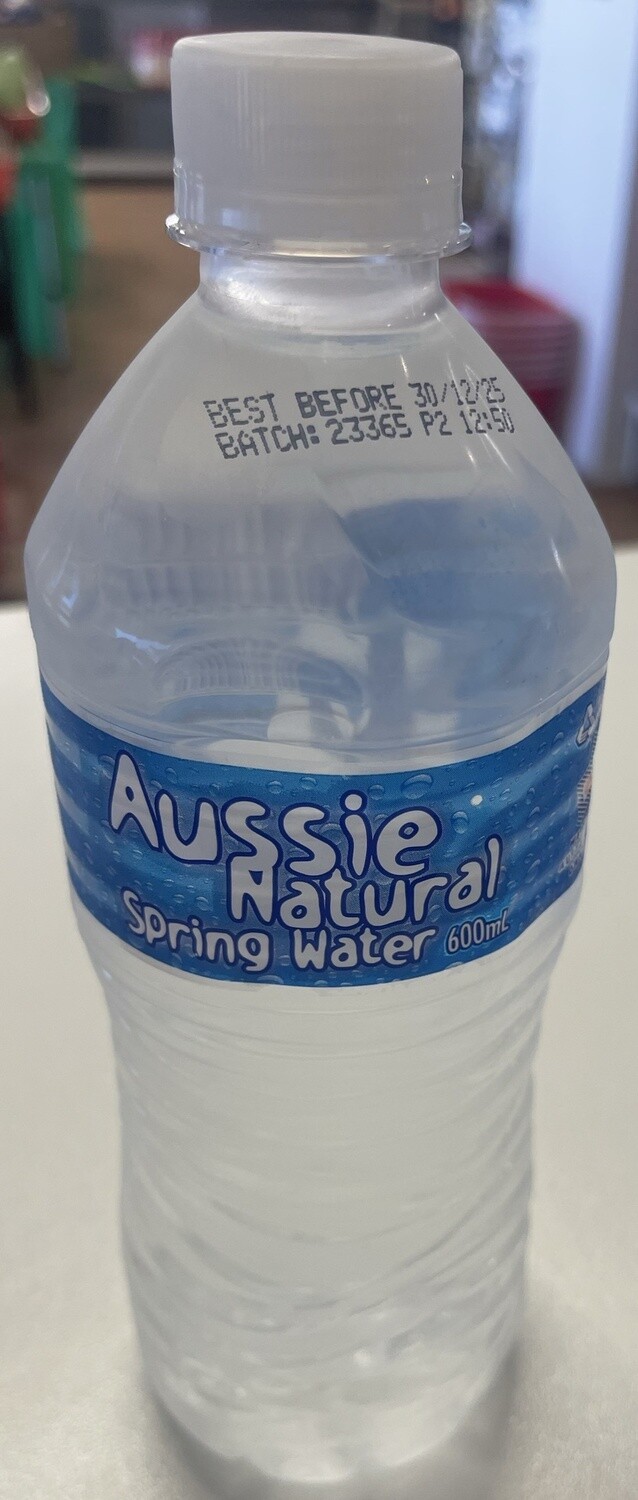 BEST BEFORE 30/12/25
BATCH: 23365 P2 12:50
Aussie
Natural
Spring Water 600mL